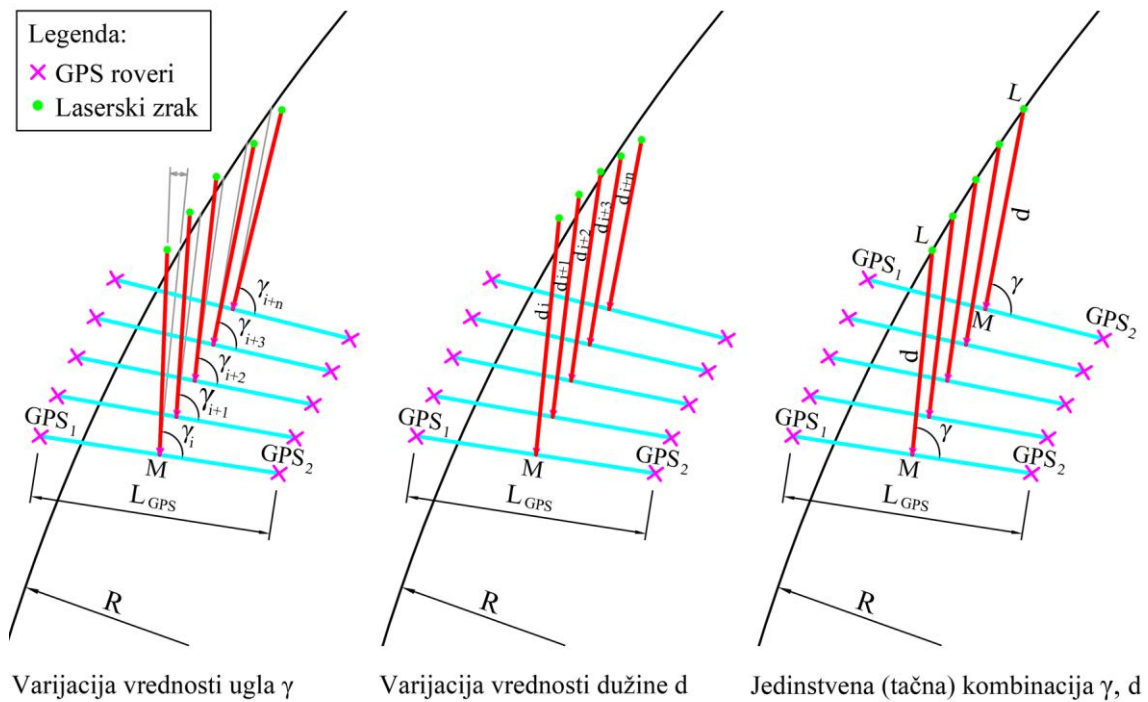 Legenda:
GPS roveri
Laserski zrak
γi+n
γi+3
γi+2
γi+1
γi
GPS1
M
GPS2
LGPS
R
Varijacija vrednosti ugla γ
di+n
di+3
di+2
di+1
di
GPS1
GPS2
LGPS
R
Varijacija vrednosti dužine d
L
d
L
GPS1
γ
M
GPS2
d
GPS1
γ
M
GPS2
LGPS
R
Jedinstvena (tačna) kombinacija γ, d